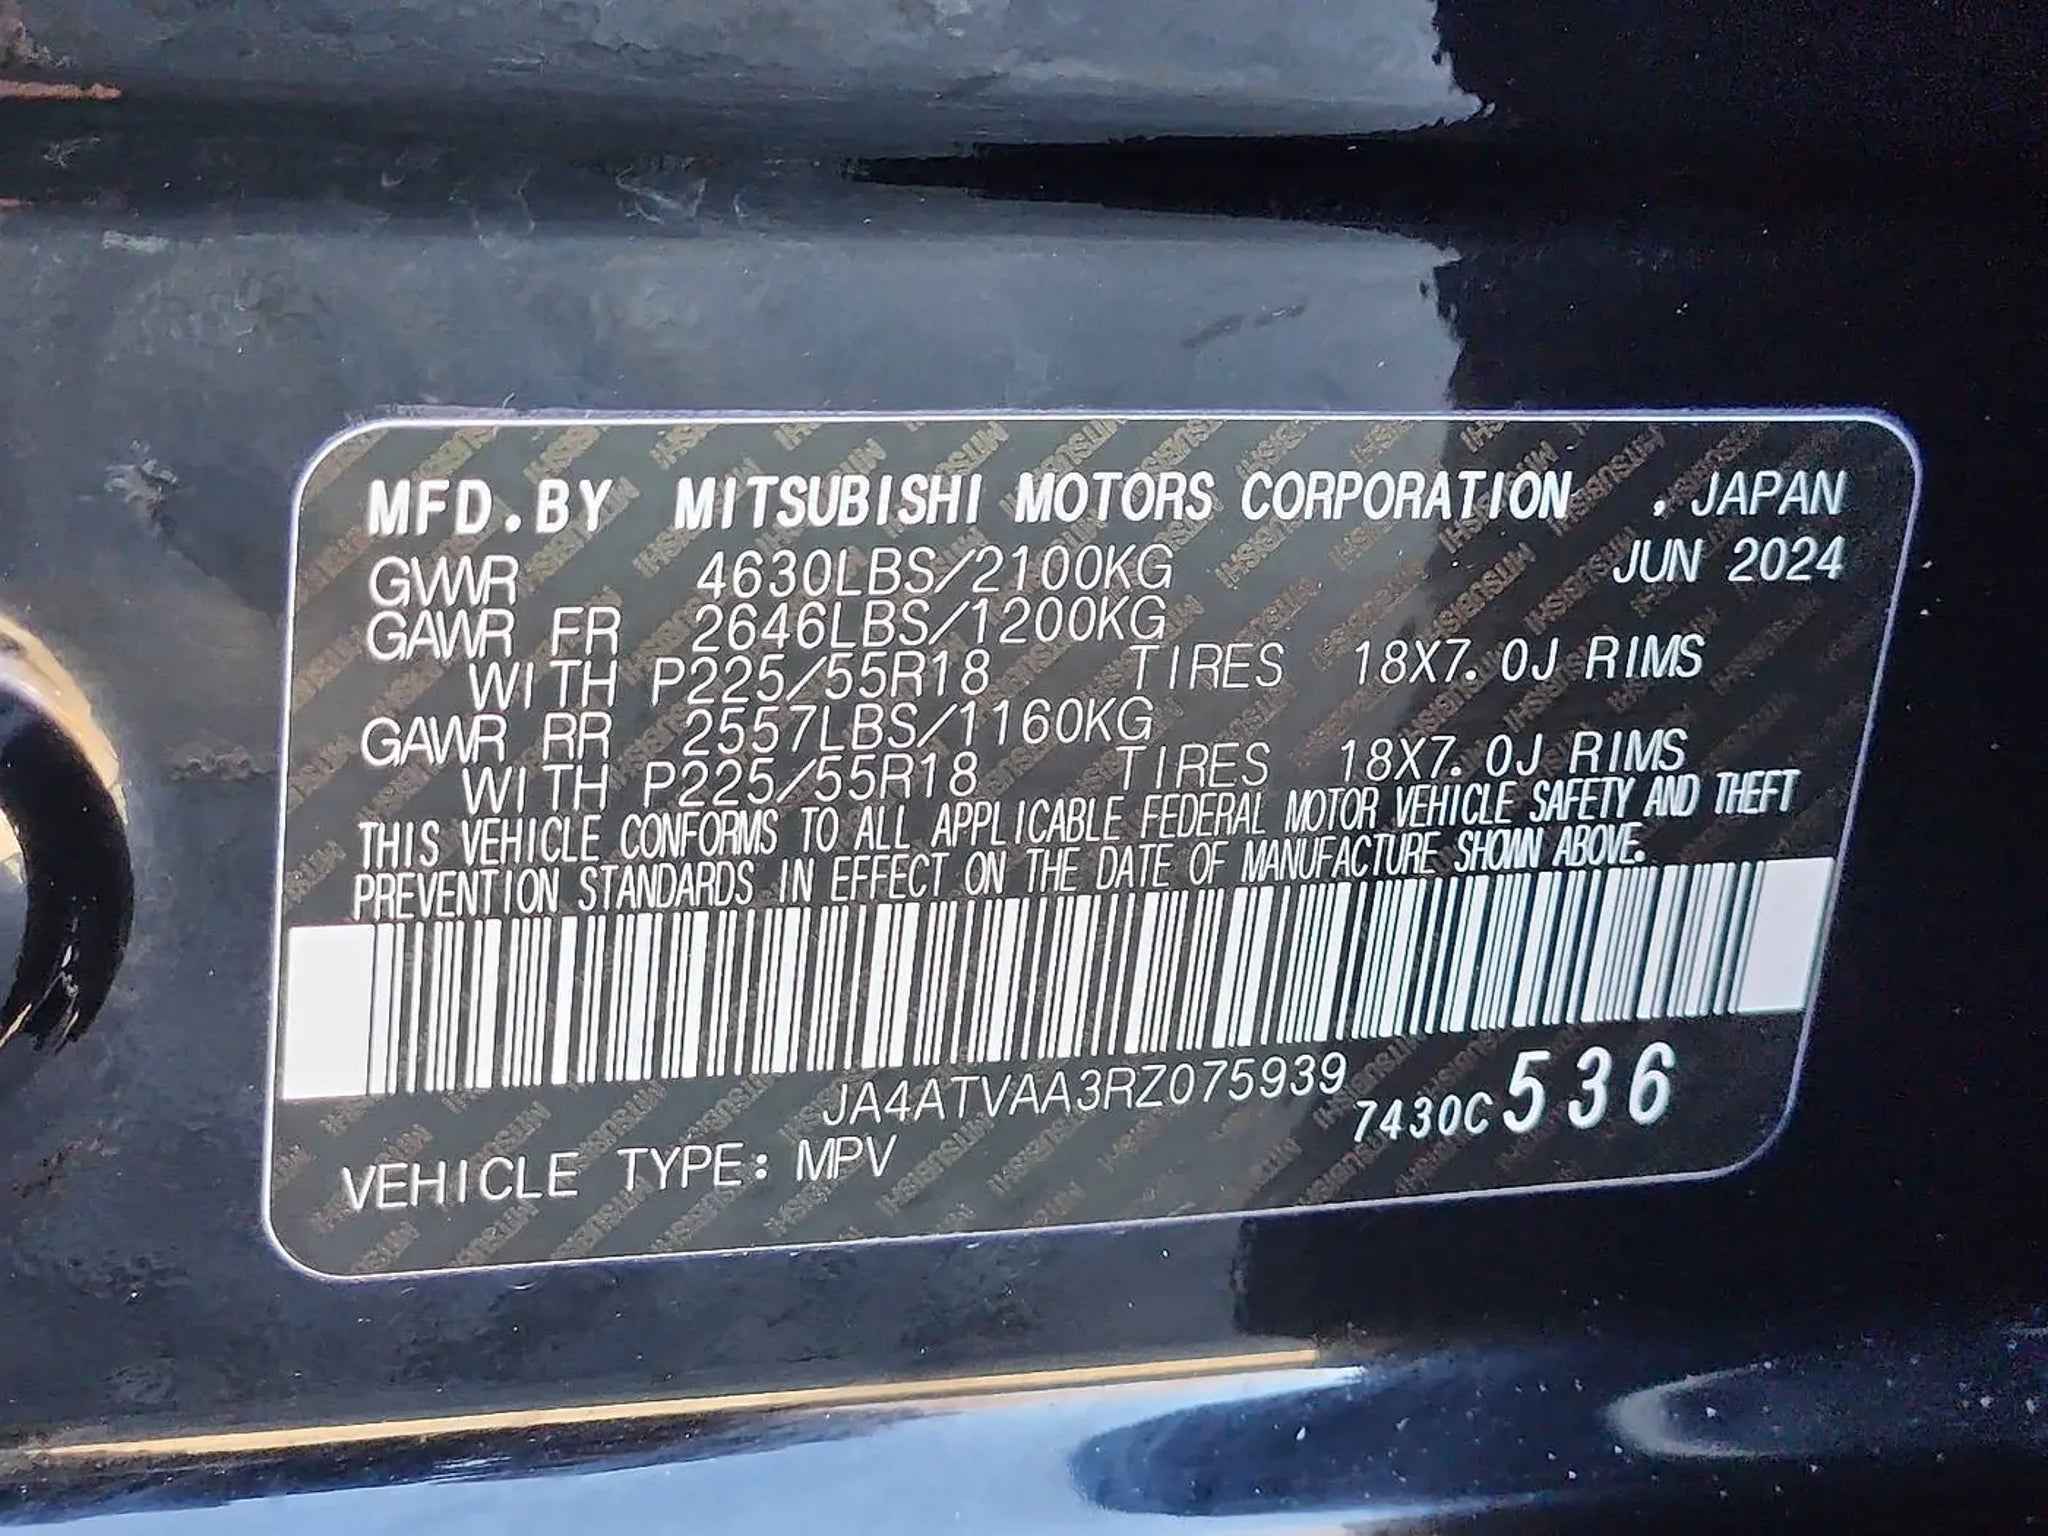 MFD.BY MITSUBISHI MOTORS CORPORATION . JAPAN
GVWR 4630LBS/2100KG JUN 2024
GAWR FR 2646LBS/1200KG
WITH P225/55R18 TIRES 18X7.0J RIMS
GAWR RR 2557LBS/1160KG
WITH P225/55R18 TIRES 18X7.0J RIMS
THIS VEHICLE CONFORMS TO ALL APPLICABLE FEDERAL MOTOR VEHICLE SAFETY AND THEFT
PREVENTION STANDARDS IN EFFECT ON THE DATE OF MANUFACTURE SHOWN ABOVE.
JA4ATVAA3RZ075939
7430C 536
VEHICLE TYPE: MPV